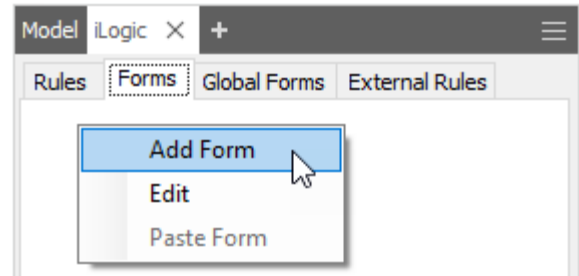 Model iLogic × +
Rules Forms Global Forms External Rules
Add Form
Edit
Paste Form